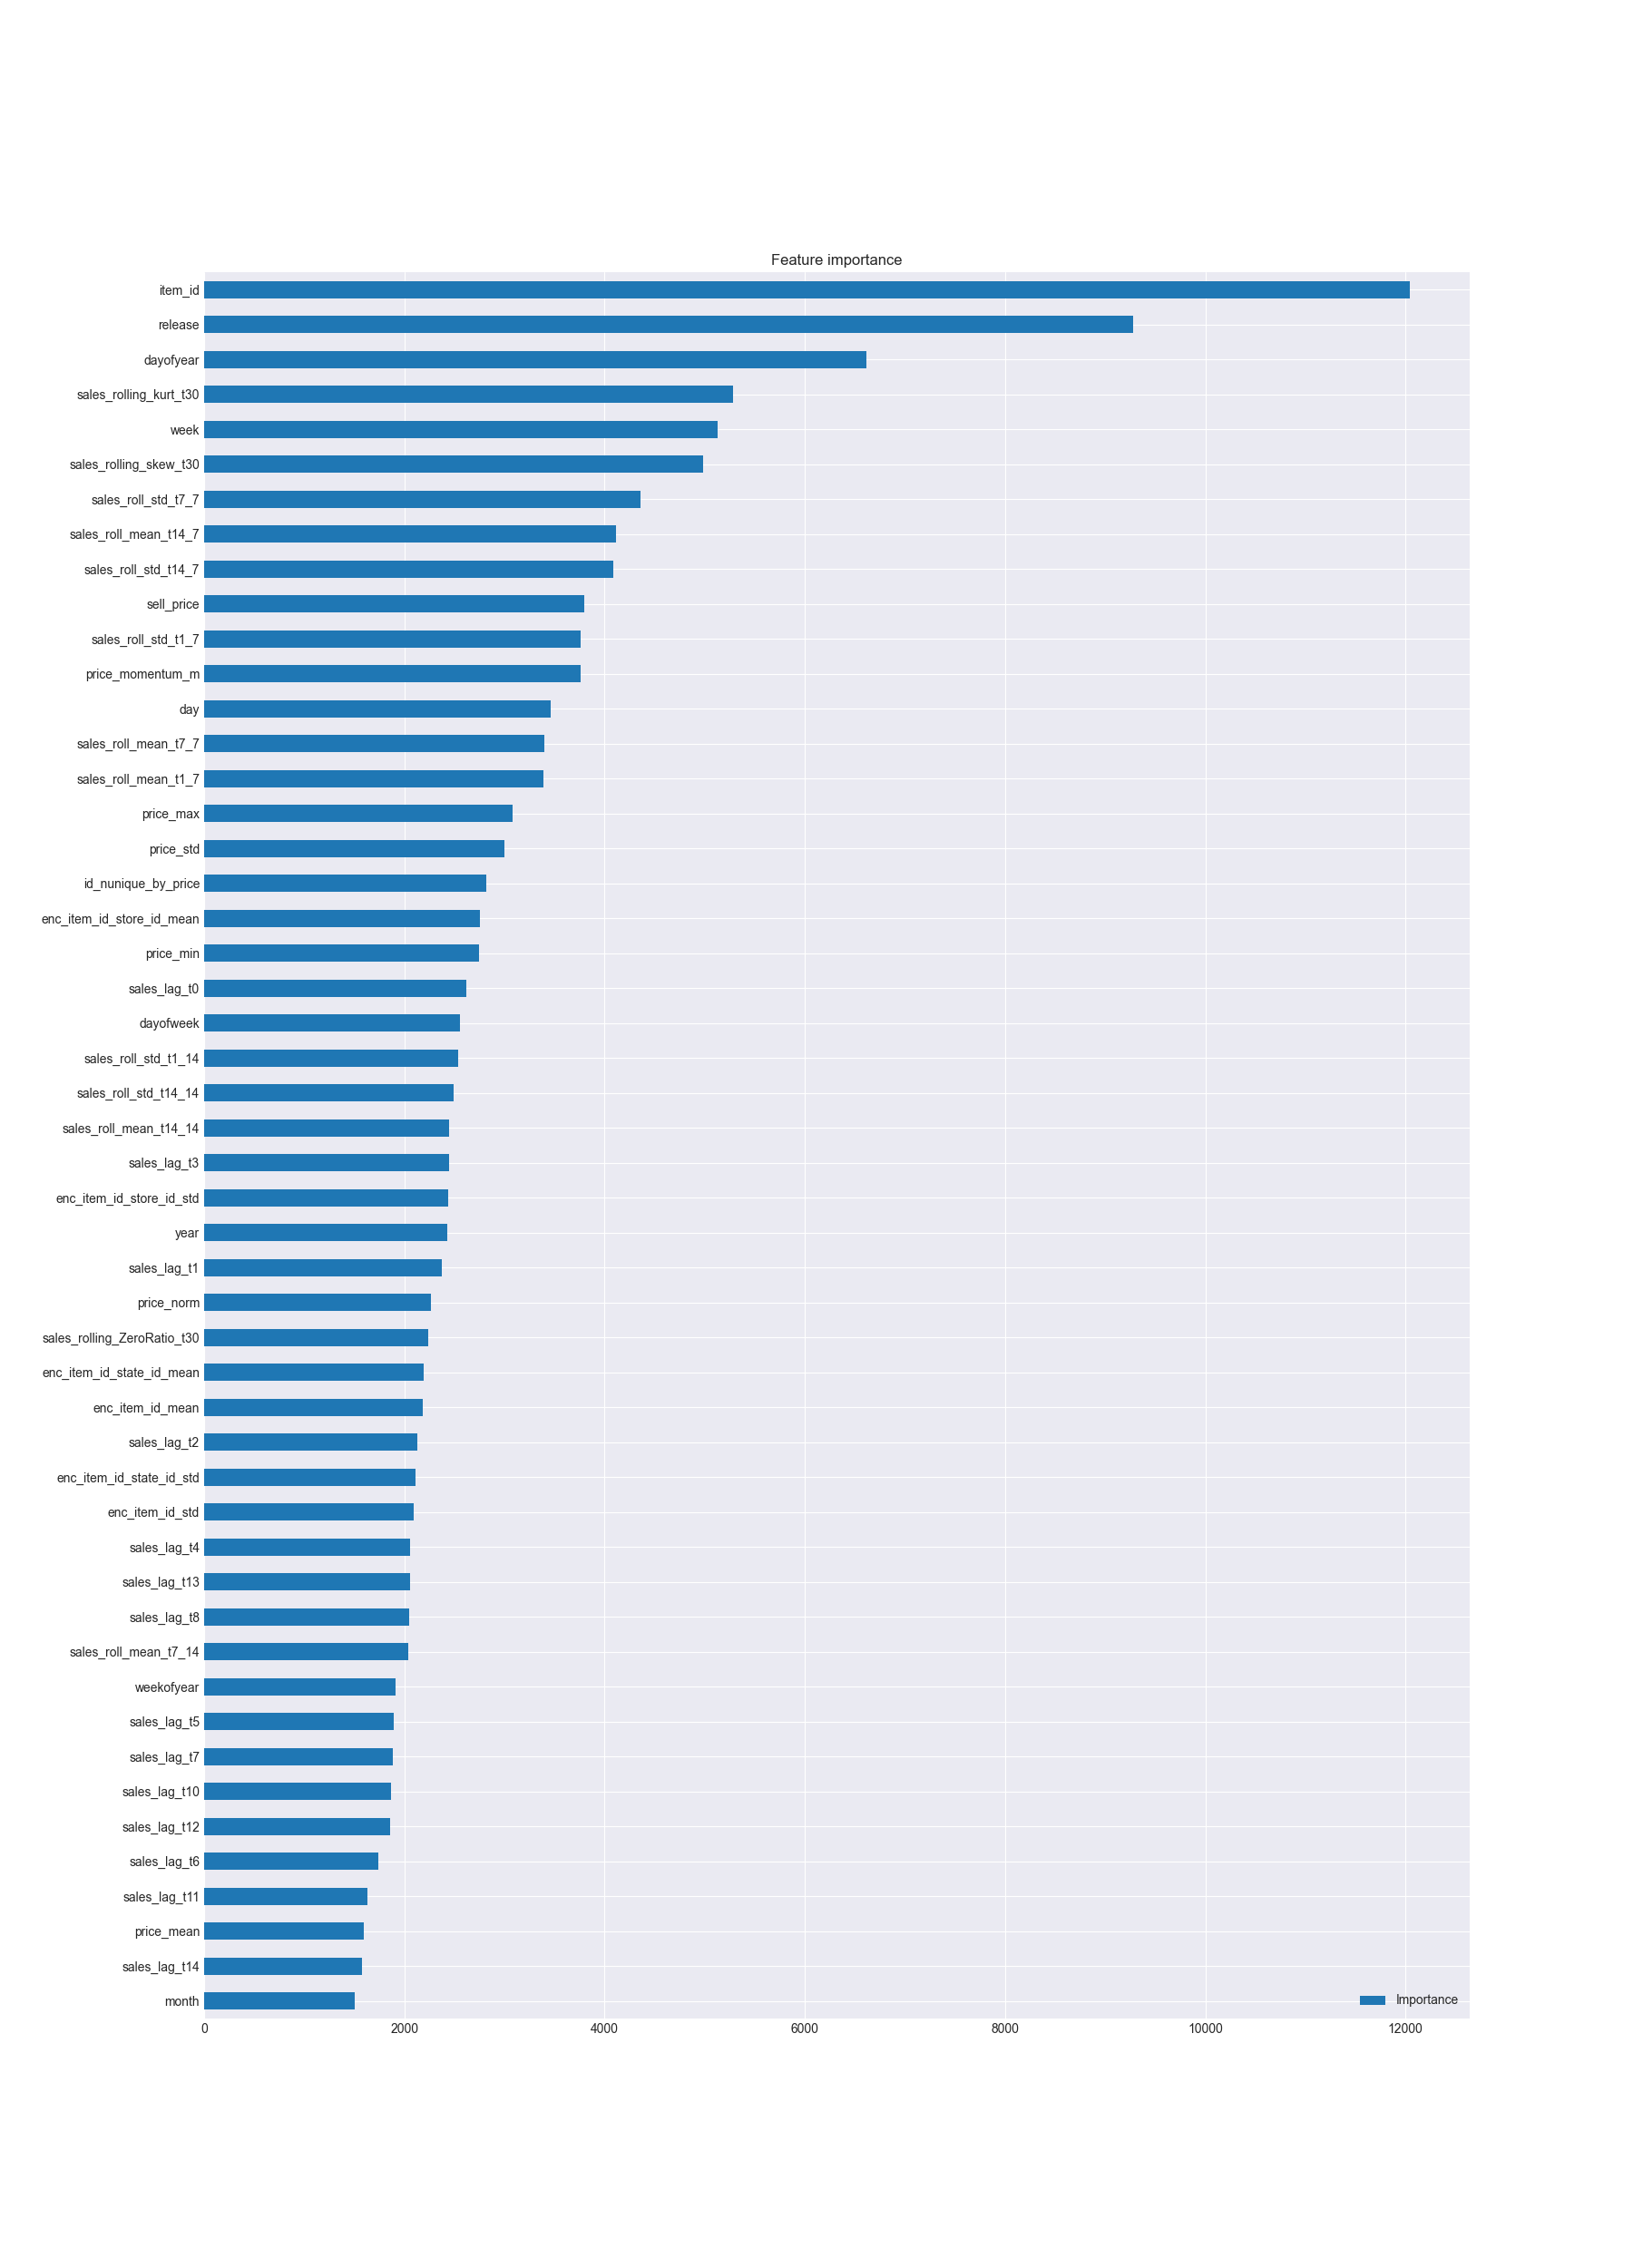 Feature importance
item_id
release
dayofyear
sales_rolling_kurt_t30
week
sales_rolling_skew_t30
sales_roll_std_t7_7
sales_roll_mean_t14_7
sales_roll_std_t14_7
sell_price
sales_roll_std_t1_7
price_momentum_m
day
sales_roll_mean_t7_7
sales_roll_mean_t1_7
price_max
price_std
id_nunique_by_price
enc_item_id_store_id_mean
price_min
sales_lag_t0
dayofweek
sales_roll_std_t1_14
sales_roll_std_t14_14
sales_roll_mean_t14_14
sales_lag_t3
enc_item_id_store_id_std
year
sales_lag_t1
price_norm
sales_rolling_ZeroRatio_t30
enc_item_id_state_id_mean
enc_item_id_mean
sales_lag_t2
enc_item_id_state_id_std
enc_item_id_std
sales_lag_t4
sales_lag_t13
sales_lag_t8
sales_roll_mean_t7_14
weekofyear
sales_lag_t5
sales_lag_t7
sales_lag_t10
sales_lag_t12
sales_lag_t6
sales_lag_t11
price_mean
sales_lag_t14
month
Importance
0 2000 4000 6000 8000 10000 12000